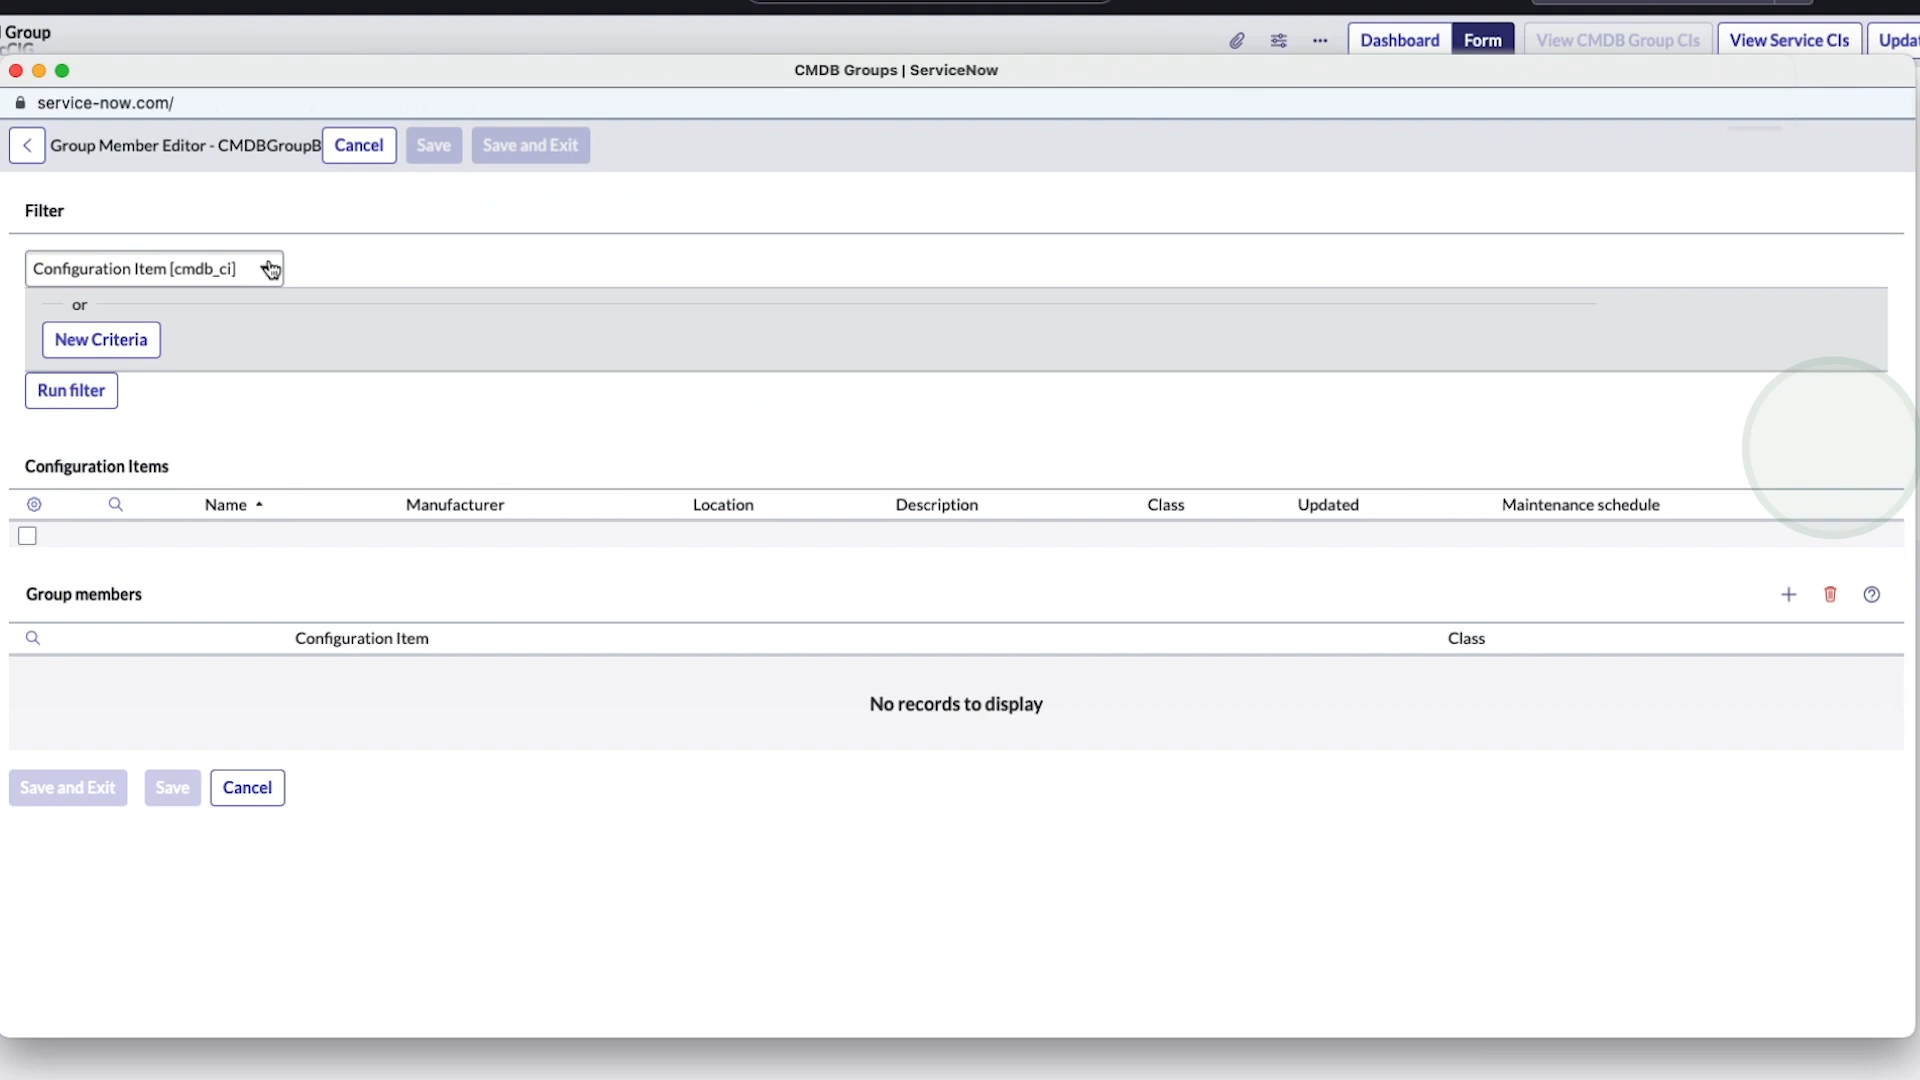 Group
Dashboard
Form
View CMDB Group CIs
View Service CIs
CMDB Groups | ServiceNow
service-now.com/
Group Member Editor - CMDBGroupB
Cancel
Save
Save and Exit
Filter
Configuration Item [cmdb_ci]
or
New Criteria
Run filter
Configuration Items
Name
Manufacturer
Location
Description
Class
Updated
Maintenance schedule
Group members
Configuration Item
Class
No records to display
Save and Exit
Save
Cancel